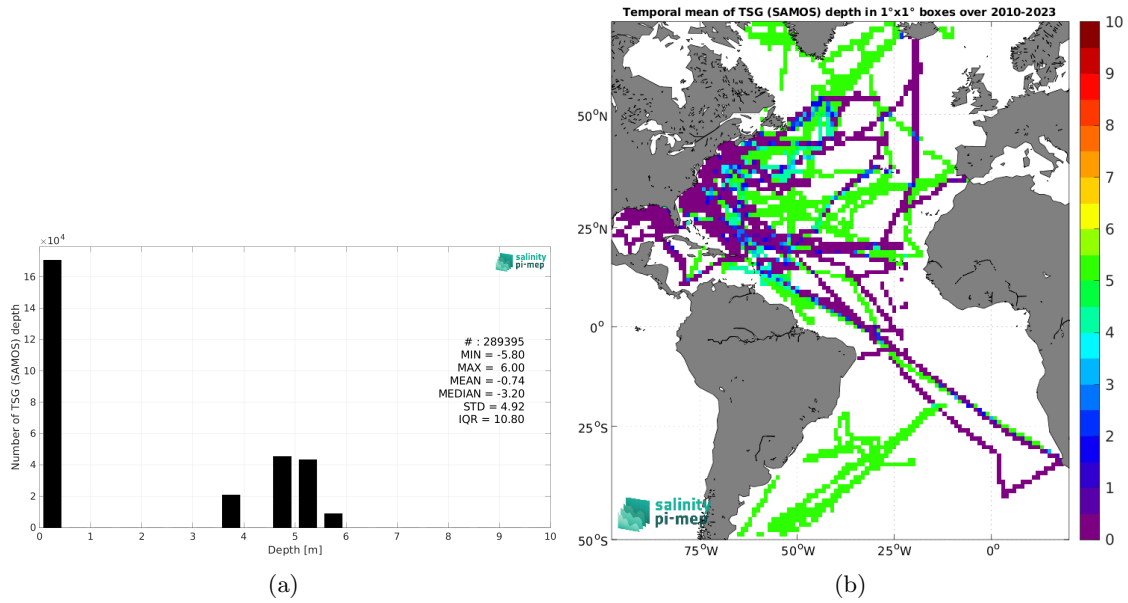 ×10^4
16
14
12
10
8
6
4
2
0
Number of TSG (SAMOS) depth
salinity
pi-mep
# : 289395
MIN = -5.80
MAX = 6.00
MEAN = -0.74
MEDIAN = -3.20
STD = 4.92
IQR = 10.80
0 1 2 3 4 5 6 7 8 9 10
Depth [m]
(a)
Temporal mean of TSG (SAMOS) depth in 1°x1° boxes over 2010-2023
50°N
25°N
0°
25°S
50°S
75°W 50°W 25°W 0°
salinity
pi-mep
10
9
8
7
6
5
4
3
2
1
0
(b)